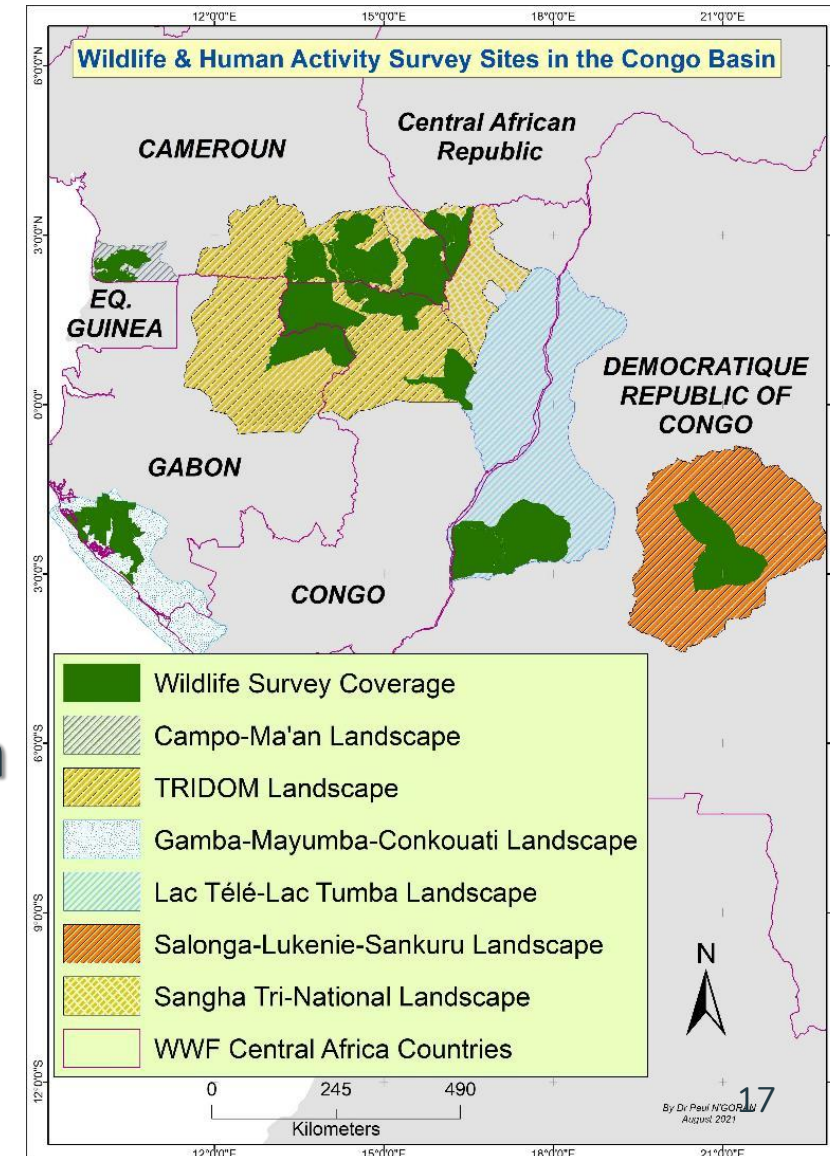 12°0'0"E 15°0'0"E 18°0'0"E 21°0'0"E
Wildlife & Human Activity Survey Sites in the Congo Basin
6°0'0"N
CAMEROUN
Central African
Republic
3°0'0"N
EQ.
GUINEA
DEMOCRATIQUE
REPUBLIC OF
CONGO
0°0'0"
GABON
3°0'0"S
CONGO
Wildlife Survey Coverage
Campo-Ma'an Landscape
6°0'0"S
TRIDOM Landscape
Gamba-Mayumba-Conkouati Landscape
Lac Télé-Lac Tumba Landscape
9°0'0"S
Salonga-Lukenie-Sankuru Landscape
Sangha Tri-National Landscape
WWF Central Africa Countries
N
12°0'0"S
0 245 490
Kilometers
By Dr Paul N'GORAN
August 2021
17
12°0'0"E 15°0'0"E 18°0'0"E 21°0'0"E